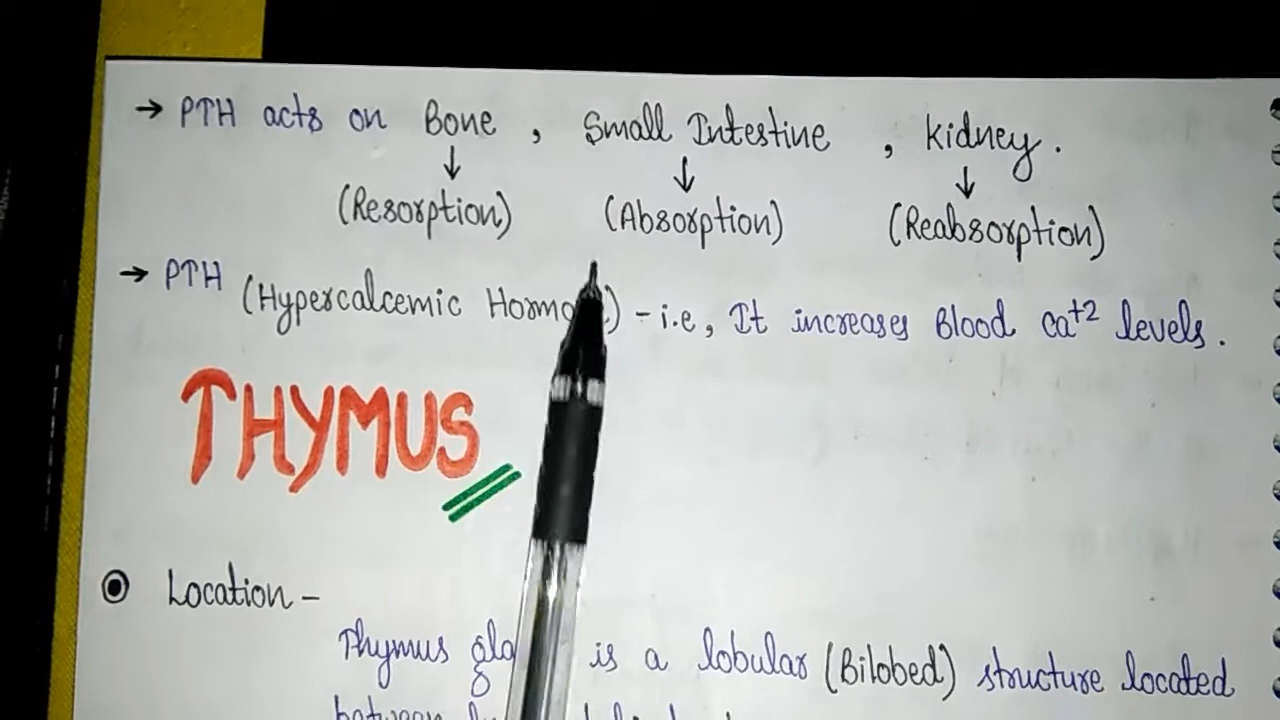 → PTH acts on Bone , Small Intestine , kidney .
↓ ↓ ↓
(Resorption) (Absorption) (Reabsorption)
→ PTH (Hypercalcemic ) - i.e, It increases Blood Ca+2 levels .
THYMUS
Location -
Thymus is a lobular (Bilobed) structure located
between